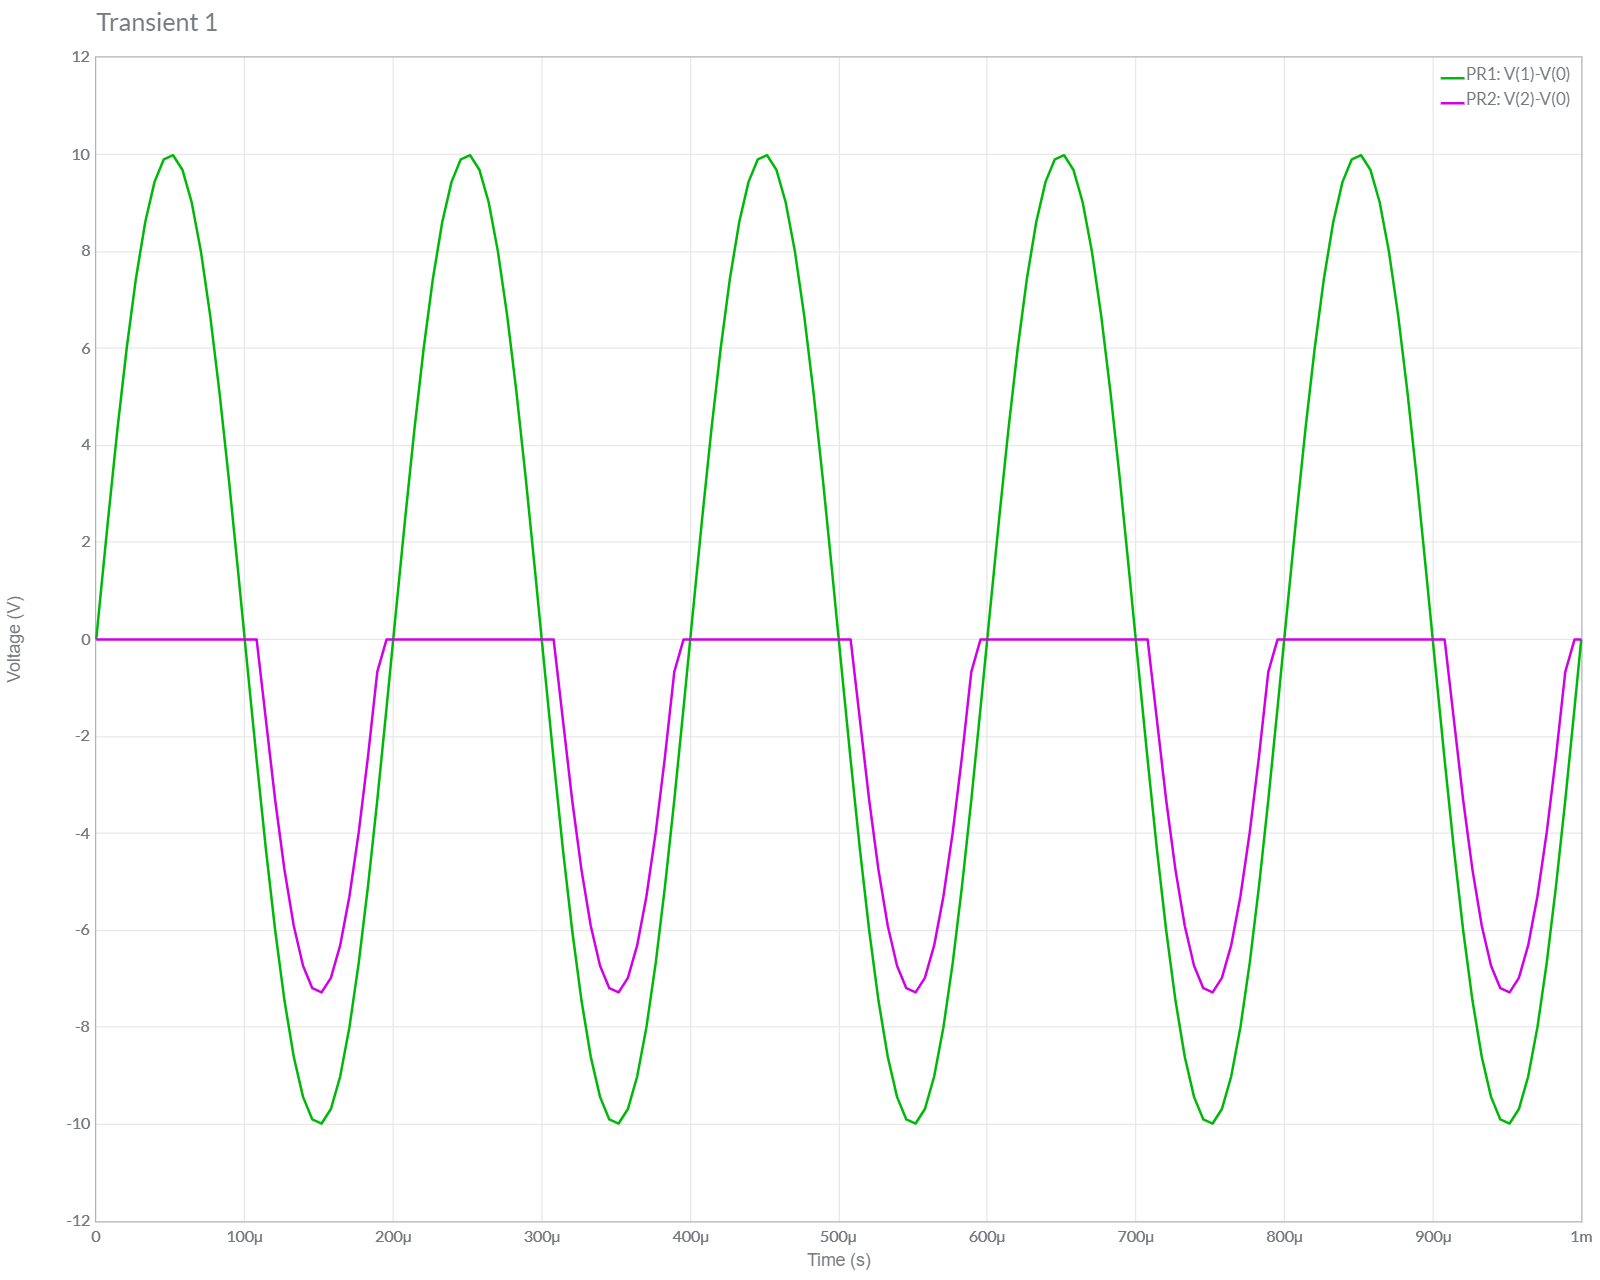 Transient 1
PR1: V(1)-V(0)
PR2: V(2)-V(0)
Voltage (V)
12
10
8
6
4
2
0
-2
-4
-6
-8
-10
-12
0 100µ 200µ 300µ 400µ 500µ 600µ 700µ 800µ 900µ 1m
Time (s)